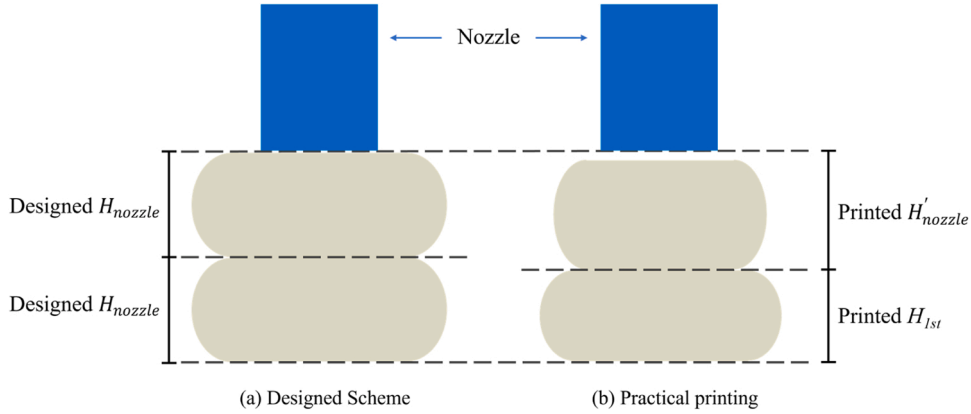 Nozzle
Designed H_nozzle
Printed H'_nozzle
Designed H_nozzle
Printed H_1st
(a) Designed Scheme
(b) Practical printing